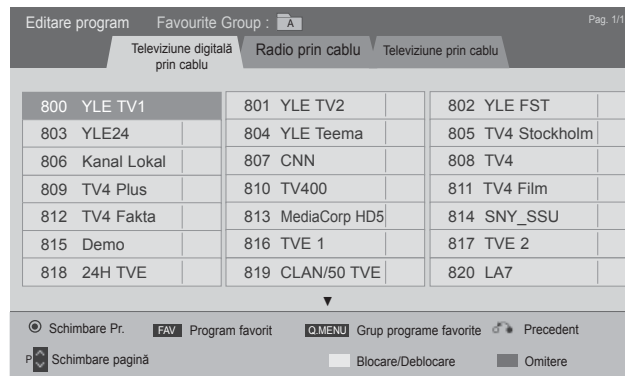 Editare program Favourite Group : A Pag. 1/1
Televiziune digitală prin cablu Radio prin cablu Televiziune prin cablu
800 YLE TV1 801 YLE TV2 802 YLE FST
803 YLE24 804 YLE Teema 805 TV4 Stockholm
806 Kanal Lokal 807 CNN 808 TV4
809 TV4 Plus 810 TV400 811 TV4 Film
812 TV4 Fakta 813 MediaCorp HD5 814 SNY_SSU
815 Demo 816 TVE 1 817 TVE 2
818 24H TVE 819 CLAN/50 TVE 820 LA7
Schimbare Pr. FAV Program favorit Q.MENU Grup programe favorite Precedent
P Schimbare pagină Blocare/Deblocare Omitere